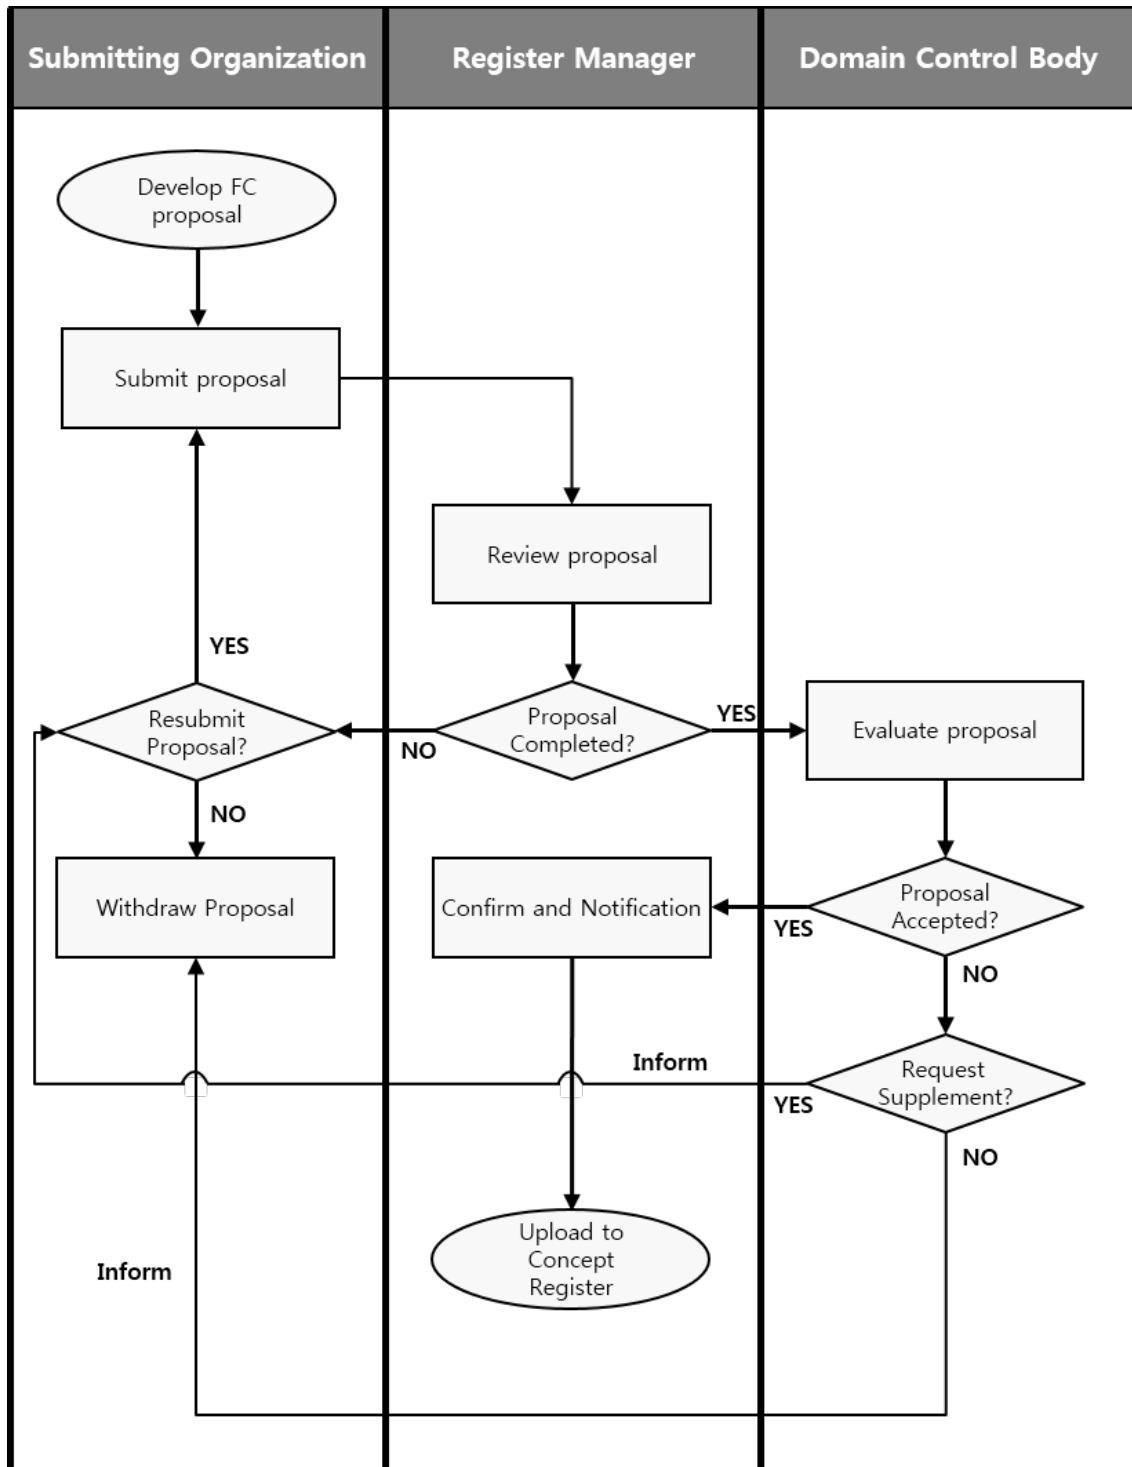 Submitting Organization
Register Manager
Domain Control Body
Develop FC
proposal
Submit proposal
Review proposal
YES
Resubmit
Proposal?
NO
Proposal
Completed?
YES
Evaluate proposal
NO
Withdraw Proposal
Confirm and Notification
YES
Proposal
Accepted?
NO
Inform
YES
Request
Supplement?
NO
Upload to
Concept
Register
Inform